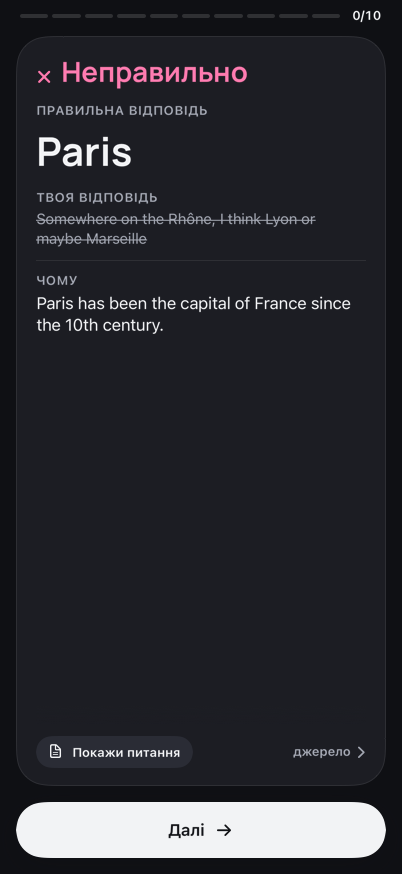 0/10
× Неправильно
ПРАВИЛЬНА ВІДПОВІДЬ
Paris
ТВОЯ ВІДПОВІДЬ
Somewhere on the Rhône, I think Lyon or
maybe Marseille
ЧОМУ
Paris has been the capital of France since
the 10th century.
Покажи питання
джерело
Далі →